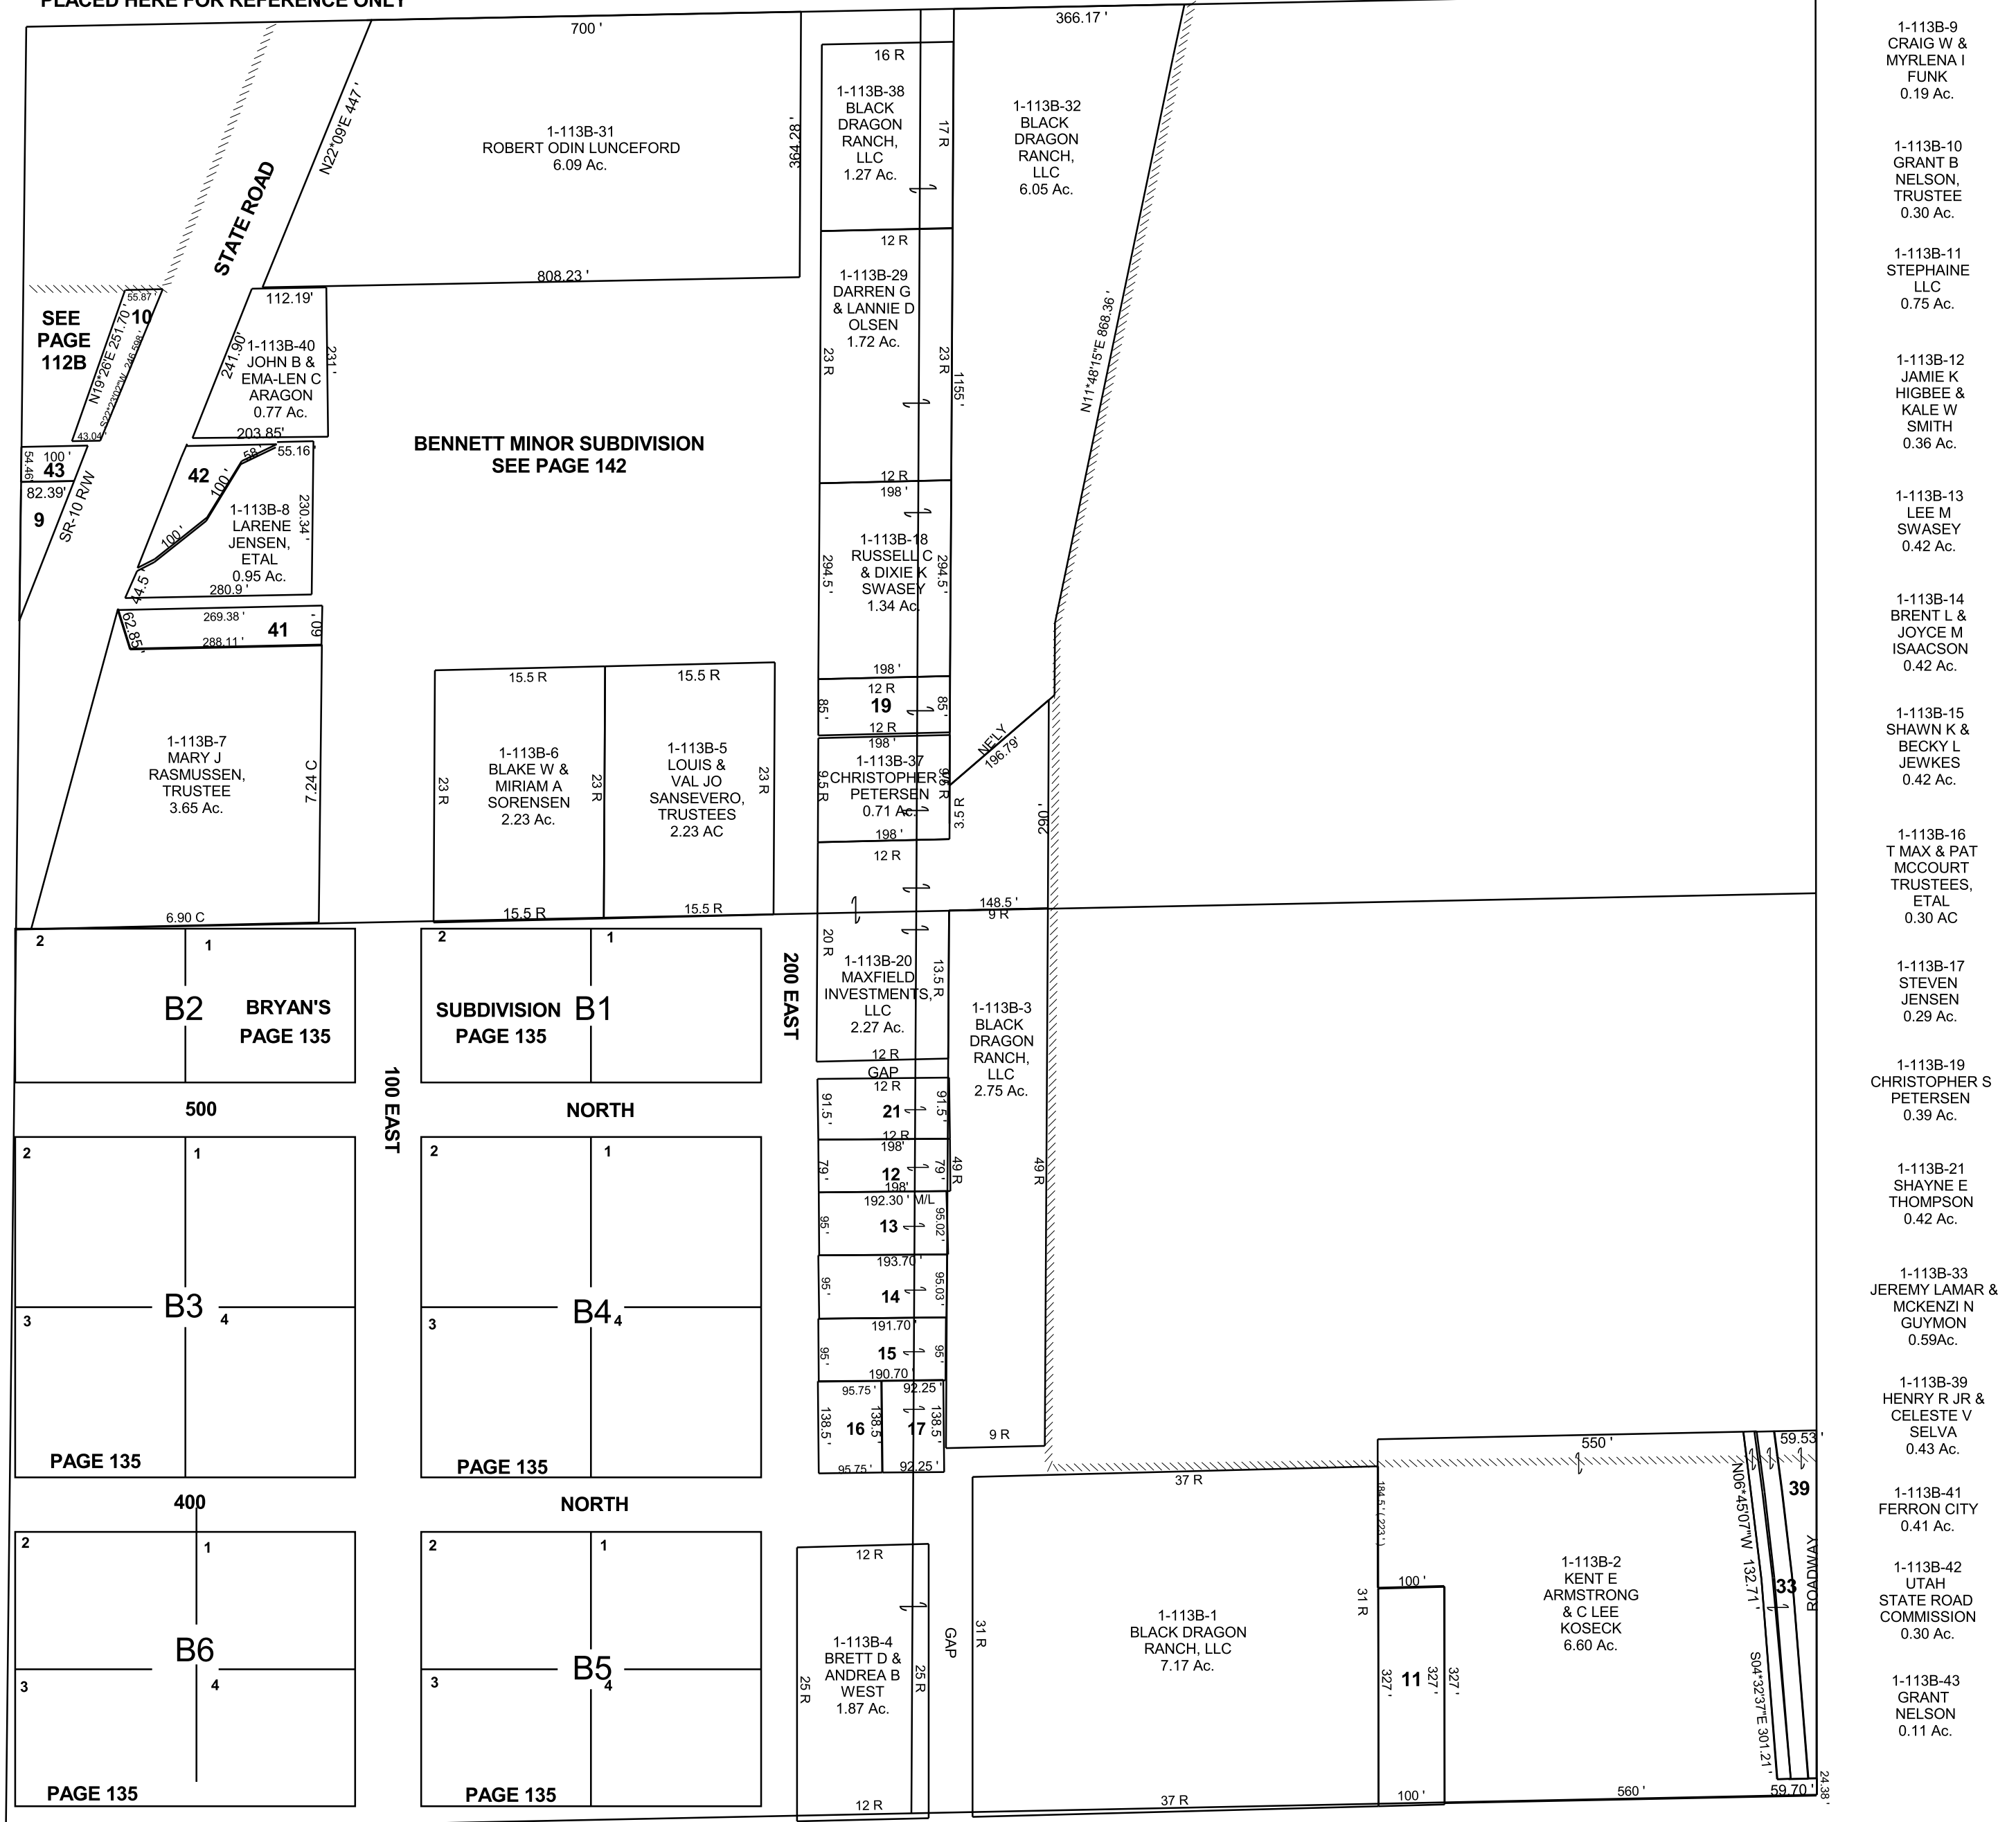 PLACED HERE FOR REFERENCE ONLY
700 '
366.17 '
N22*09'E 447 '
STATE ROAD
1-113B-31
ROBERT ODIN LUNCEFORD
6.09 Ac.
364.28 '
808.23 '
16 R
1-113B-38
BLACK
DRAGON
RANCH,
LLC
1.27 Ac.
17 R
1-113B-32
BLACK
DRAGON
RANCH,
LLC
6.05 Ac.
N11*48'15"E 868.36 '
1155 '
12 R
1-113B-29
DARREN G
& LANNIE D
OLSEN
1.72 Ac.
23 R
23 R
12 R
SEE
PAGE
112B
55.87 '
10
N19*26'E 251.70 '
S22*23'02"W 246.598 '
43.04 '
112.19'
241.90'
1-113B-40
JOHN B &
EMA-LEN C
ARAGON
0.77 Ac.
231 '
203.85'
54.46 '
100 '
43
82.39'
9
SR-10 R/W
42
58 '
55.16 '
100 '
100 '
1-113B-8
LARENE
JENSEN,
ETAL
0.95 Ac.
230.34 '
44.5 '
280.9 '
269.38 '
62.85 '
41
60 '
288.11 '
BENNETT MINOR SUBDIVISION
SEE PAGE 142
198 '
1-113B-18
RUSSELL C
& DIXIE K
SWASEY
1.34 Ac.
294.5 '
294.5 '
198 '
12 R
19
85 '
85 '
12 R
198 '
1-113B-37
CHRISTOPHER S
PETERSEN
0.71 Ac.
9.5 R
9.5 R
198 '
NE'LY
196.79'
3.5 R
290 '
12 R
148.5 '
9 R
1-113B-7
MARY J
RASMUSSEN,
TRUSTEE
3.65 Ac.
7.24 C
6.90 C
15.5 R
1-113B-6
BLAKE W &
MIRIAM A
SORENSEN
2.23 Ac.
23 R
23 R
15.5 R
15.5 R
1-113B-5
LOUIS &
VAL JO
SANSEVERO,
TRUSTEES
2.23 AC
23 R
15.5 R
2
1
B2
BRYAN'S
PAGE 135
2
1
SUBDIVISION
B1
PAGE 135
200 EAST
100 EAST
20 R
1-113B-20
MAXFIELD
INVESTMENTS,
LLC
2.27 Ac.
13.5 R
12 R
GAP
1-113B-3
BLACK
DRAGON
RANCH,
LLC
2.75 Ac.
49 R
49 R
9 R
500
NORTH
12 R
91.5 '
21
91.5 '
12 R
198'
79 '
12
79 '
198'
192.30 ' M/L
95 '
13
95.02 '
193.70 '
95 '
14
95.03 '
191.70 '
95 '
15
95 '
190.70 '
95.75 '
92.25 '
138.5 '
16
138.5 '
17
138.5 '
95.75 '
92.25 '
2
1
B3
3
4
PAGE 135
2
1
B4
3
4
PAGE 135
400
NORTH
2
1
B6
3
4
PAGE 135
2
1
B5
3
4
PAGE 135
12 R
1-113B-4
BRETT D &
ANDREA B
WEST
1.87 Ac.
25 R
25 R
12 R
GAP
37 R
31 R
1-113B-1
BLACK DRAGON
RANCH, LLC
7.17 Ac.
31 R
37 R
184.5 ' ( 223 ' )
100 '
327 '
11
327 '
327 '
100 '
550 '
1-113B-2
KENT E
ARMSTRONG
& C LEE
KOSECK
6.60 Ac.
560 '
59.53 '
N06*45'07"W 132.71 '
S04*32'37"E 301.21 '
39
33
ROADWAY
59.70 '
24.38 '
1-113B-9
CRAIG W &
MYRLENA I
FUNK
0.19 Ac.
1-113B-10
GRANT B
NELSON,
TRUSTEE
0.30 Ac.
1-113B-11
STEPHAINE
LLC
0.75 Ac.
1-113B-12
JAMIE K
HIGBEE &
KALE W
SMITH
0.36 Ac.
1-113B-13
LEE M
SWASEY
0.42 Ac.
1-113B-14
BRENT L &
JOYCE M
ISAACSON
0.42 Ac.
1-113B-15
SHAWN K &
BECKY L
JEWKES
0.42 Ac.
1-113B-16
T MAX & PAT
MCCOURT
TRUSTEES,
ETAL
0.30 AC
1-113B-17
STEVEN
JENSEN
0.29 Ac.
1-113B-19
CHRISTOPHER S
PETERSEN
0.39 Ac.
1-113B-21
SHAYNE E
THOMPSON
0.42 Ac.
1-113B-33
JEREMY LAMAR &
MCKENZI N
GUYMON
0.59Ac.
1-113B-39
HENRY R JR &
CELESTE V
SELVA
0.43 Ac.
1-113B-41
FERRON CITY
0.41 Ac.
1-113B-42
UTAH
STATE ROAD
COMMISSION
0.30 Ac.
1-113B-43
GRANT
NELSON
0.11 Ac.